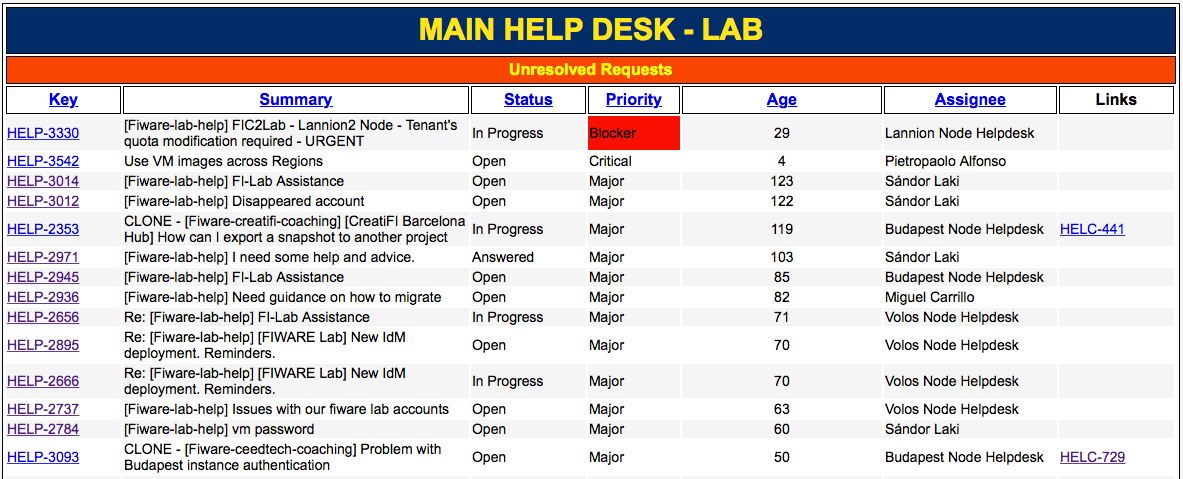 MAIN HELP DESK - LAB
Unresolved Requests
Key Summary Status Priority Age Assignee Links
HELP-3330 [Fiware-lab-help] FIC2Lab - Lannion2 Node - Tenant's quota modification required - URGENT In Progress Blocker 29 Lannion Node Helpdesk
HELP-3542 Use VM images across Regions Open Critical 4 Pietropaolo Alfonso
HELP-3014 [Fiware-lab-help] FI-Lab Assistance Open Major 123 Sándor Laki
HELP-3012 [Fiware-lab-help] Disappeared account Open Major 122 Sándor Laki
HELP-2353 CLONE - [Fiware-creatifi-coaching] [CreatiFI Barcelona Hub] How can I export a snapshot to another project In Progress Major 119 Budapest Node Helpdesk HELC-441
HELP-2971 [Fiware-lab-help] I need some help and advice. Answered Major 103 Sándor Laki
HELP-2945 [Fiware-lab-help] FI-Lab Assistance Open Major 85 Budapest Node Helpdesk
HELP-2936 [Fiware-lab-help] Need guidance on how to migrate Open Major 82 Miguel Carrillo
HELP-2656 Re: [Fiware-lab-help] FI-Lab Assistance In Progress Major 71 Volos Node Helpdesk
HELP-2895 Re: [Fiware-lab-help] [FIWARE Lab] New IdM deployment. Reminders. Open Major 70 Volos Node Helpdesk
HELP-2666 Re: [Fiware-lab-help] [FIWARE Lab] New IdM deployment. Reminders. In Progress Major 70 Volos Node Helpdesk
HELP-2737 [Fiware-lab-help] Issues with our fiware lab accounts Open Major 63 Volos Node Helpdesk
HELP-2784 [Fiware-lab-help] vm password Open Major 60 Sándor Laki
HELP-3093 CLONE - [Fiware-ceedtech-coaching] Problem with Budapest instance authentication Open Major 50 Budapest Node Helpdesk HELC-729